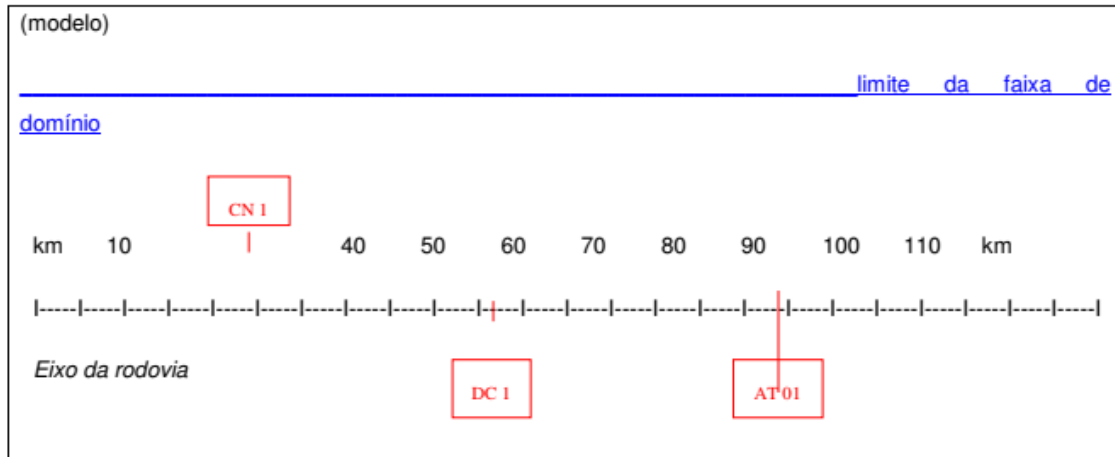 (modelo)
limite da faixa de
domínio
CN 1
km 10 40 50 60 70 80 90 100 110 km
|-----|-----|-----|-----|-----|-----|-----|-----|-----|-----|-----|-----|-----|-----|-----|-----|-----|-----|-----|-----|-----|-----|-----|-----|
Eixo da rodovia
DC 1 AT 01